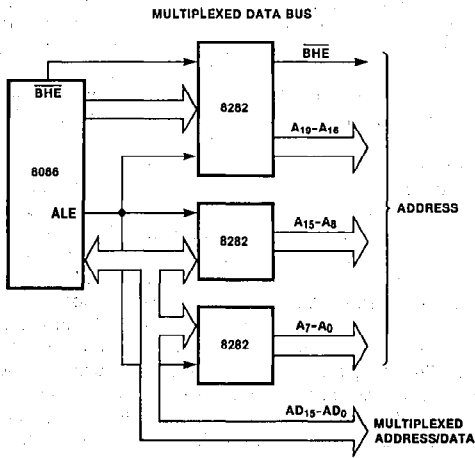 MULTIPLEXED DATA BUS
BHE
BHE
8282
A19–A16
8086
ALE
ADDRESS
A15–A8
8282
A7–A0
8282
AD15–AD0
MULTIPLEXED
ADDRESS/DATA